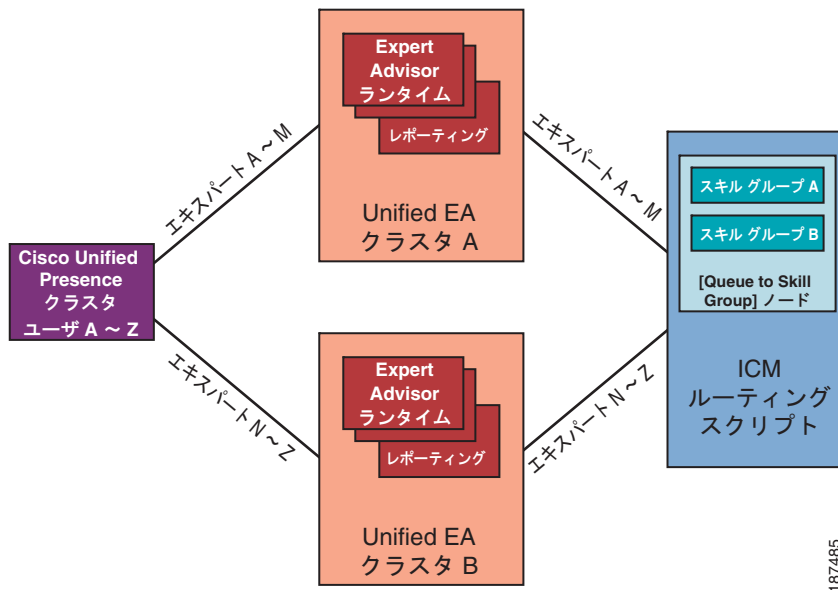 Expert
Advisor
ランタイム
レポーティング
Unified EA
クラスタ A
エキスパート A ～ M
エキスパート A ～ M
Cisco Unified
Presence
クラスタ
ユーザ A ～ Z
スキル グループ A
スキル グループ B
[Queue to Skill
Group] ノード
ICM
ルーティング
スクリプト
エキスパート N ～ Z
エキスパート N ～ Z
Expert
Advisor
ランタイム
レポーティング
Unified EA
クラスタ B
187485